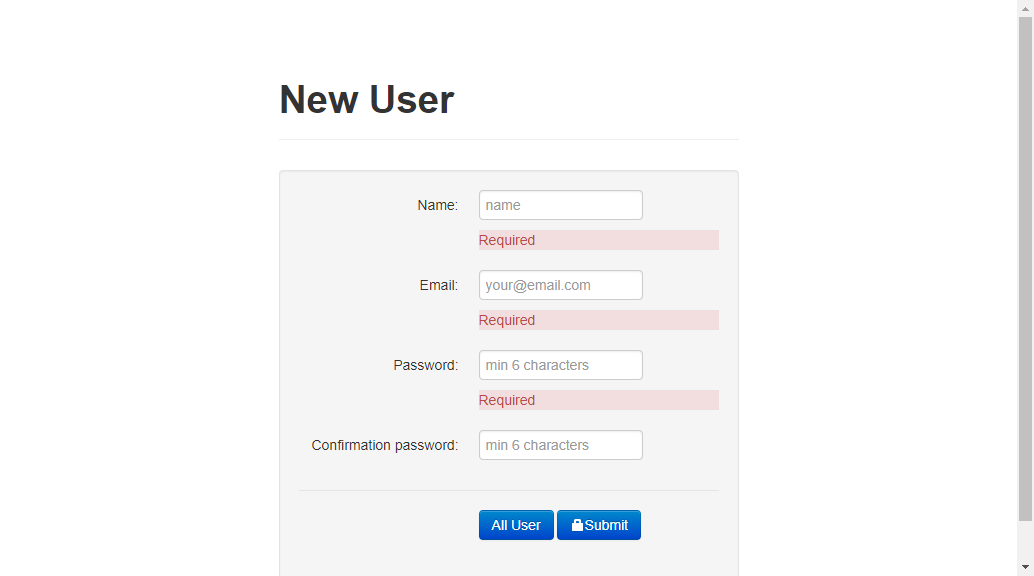 New User
Name: name
Required
Email: your@email.com
Required
Password: min 6 characters
Required
Confirmation password: min 6 characters
All User Submit